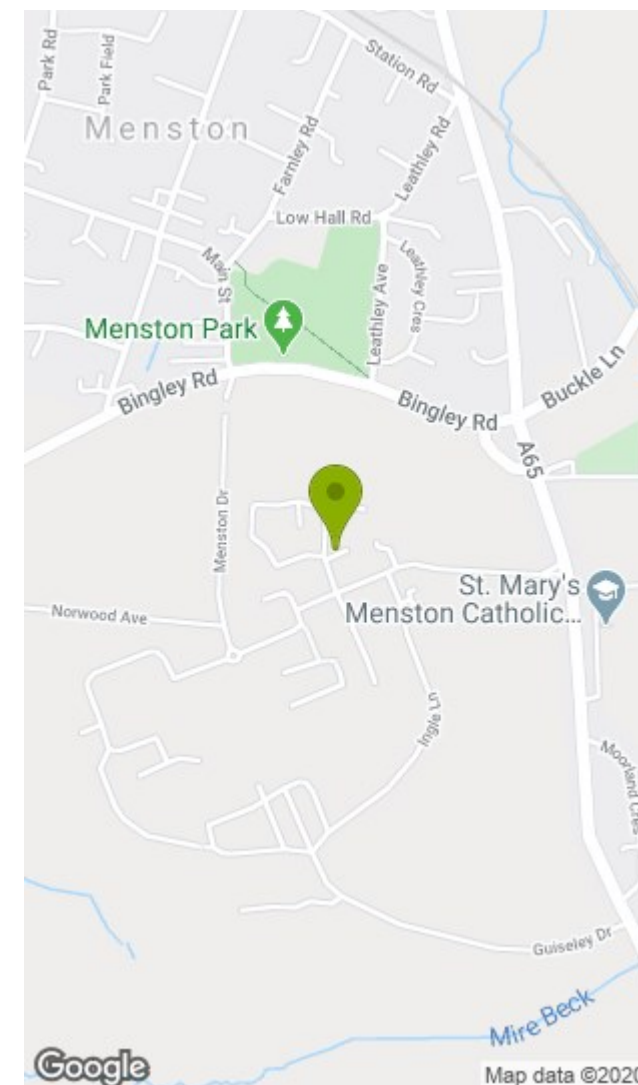 Park Rd
Park Field
Station Rd
Menston
Farnley Rd
Leathley Rd
Low Hall Rd
Main St
Leathley Cres
Leathley Ave
Menston Park
Bingley Rd
Bingley Rd
Buckle Ln
A65
Menston Dr
St. Mary's
Menston Catholic...
Norwood Ave
Ingle Ln
Moorland Cres
Guiseley Dr
Mire Beck
Google
Map data ©2020